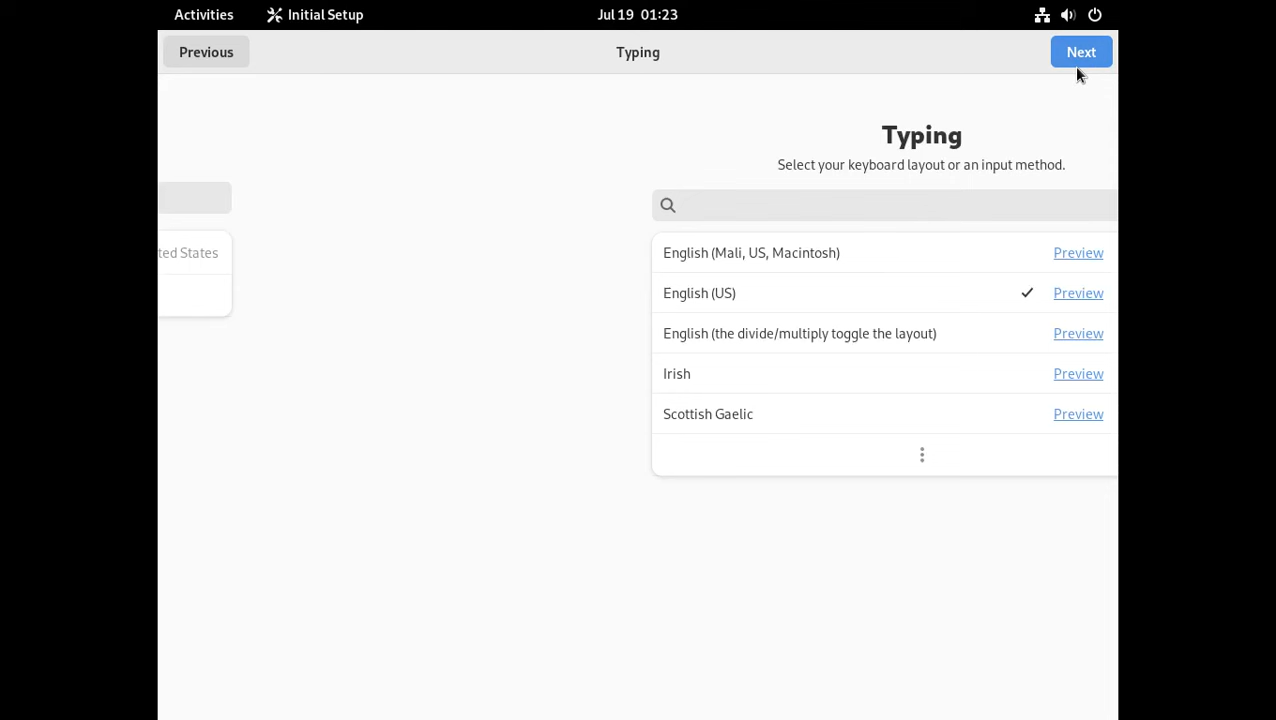 Activities Initial Setup Jul 19 01:23
Previous Typing Next
Typing
Select your keyboard layout or an input method.
ted States
English (Mali, US, Macintosh) Preview
English (US) Preview
English (the divide/multiply toggle the layout) Preview
Irish Preview
Scottish Gaelic Preview